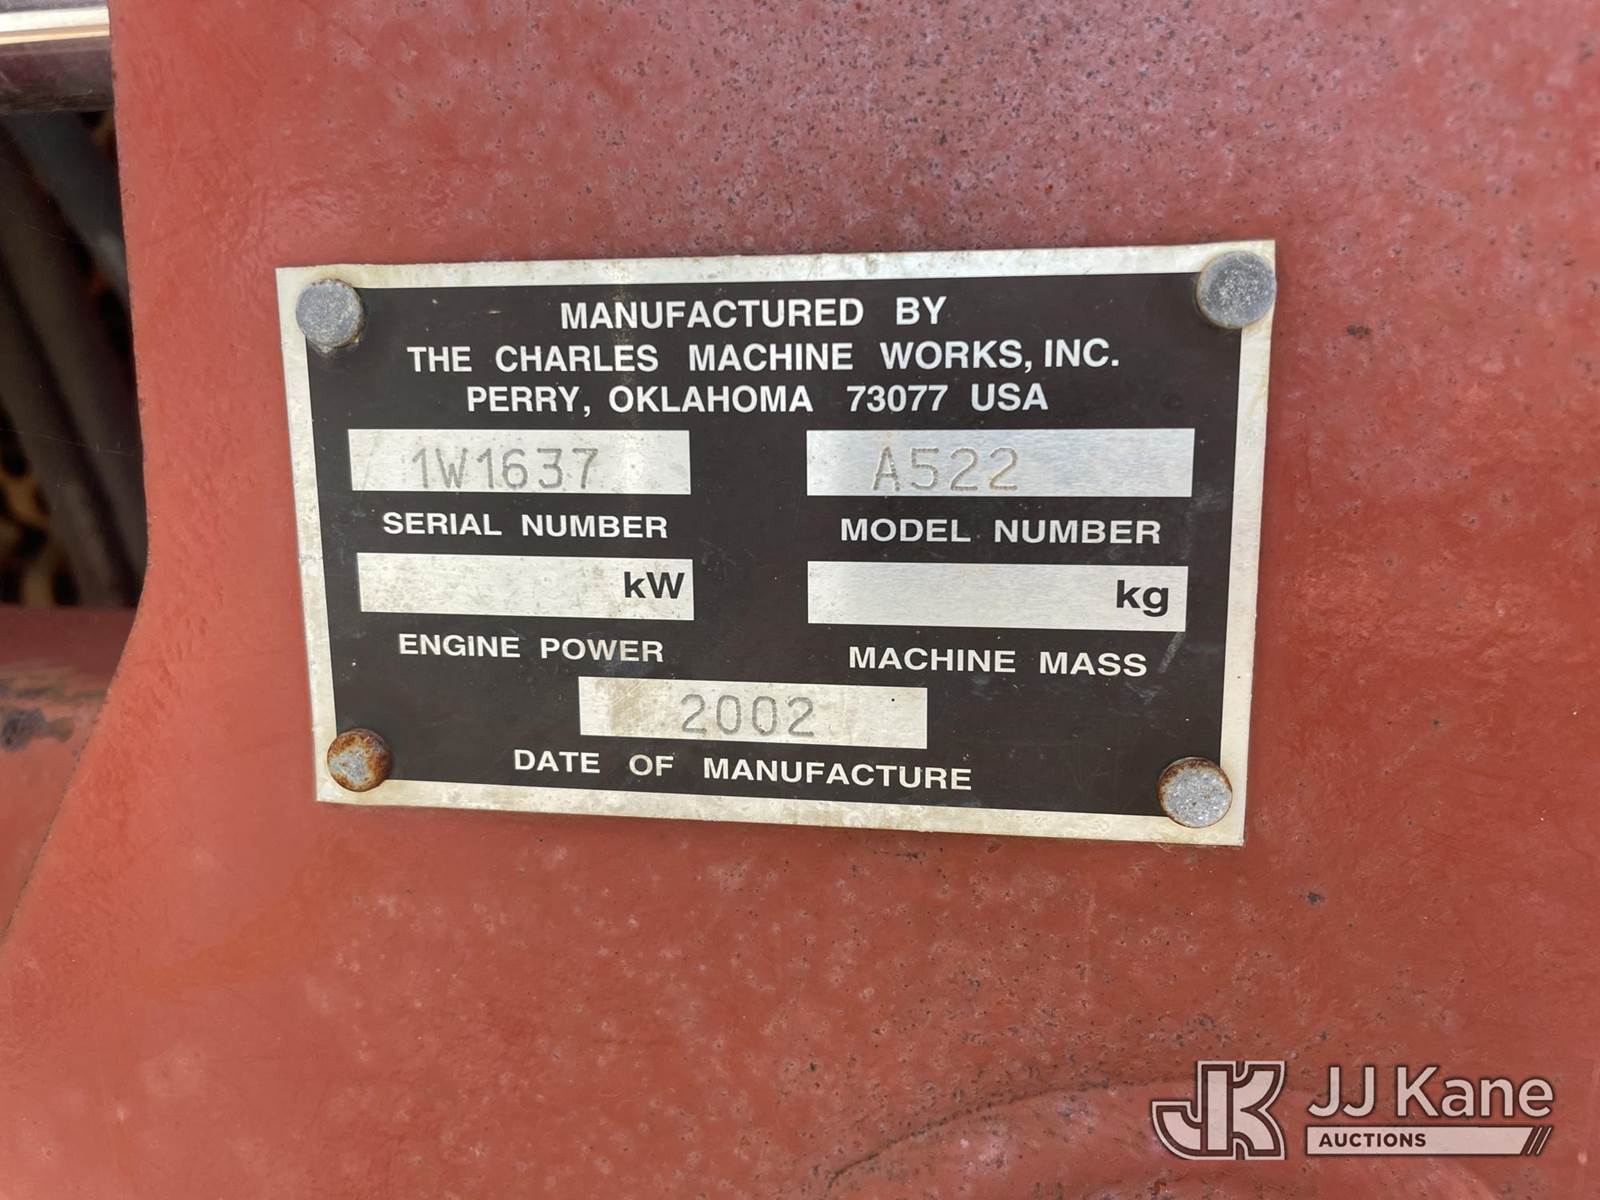 MANUFACTURED BY
THE CHARLES MACHINE WORKS, INC.
PERRY, OKLAHOMA 73077 USA
1W1637 A522
SERIAL NUMBER MODEL NUMBER
kW kg
ENGINE POWER MACHINE MASS
2002
DATE OF MANUFACTURE
JK JJ Kane
AUCTIONS